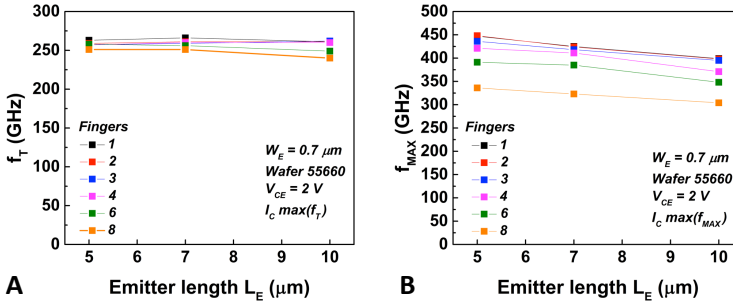 300
250
200
150
100
50
0
f_T (GHz)
Fingers
1
2
3
4
6
8
W_E = 0.7 μm
Wafer 55660
V_CE = 2 V
I_C max(f_T)
5 6 7 8 9 10
Emitter length L_E (μm)
A
500
450
400
350
300
250
200
150
100
50
0
f_MAX (GHz)
Fingers
1
2
3
4
6
8
W_E = 0.7 μm
Wafer 55660
V_CE = 2 V
I_C max(f_MAX)
5 6 7 8 9 10
Emitter length L_E (μm)
B